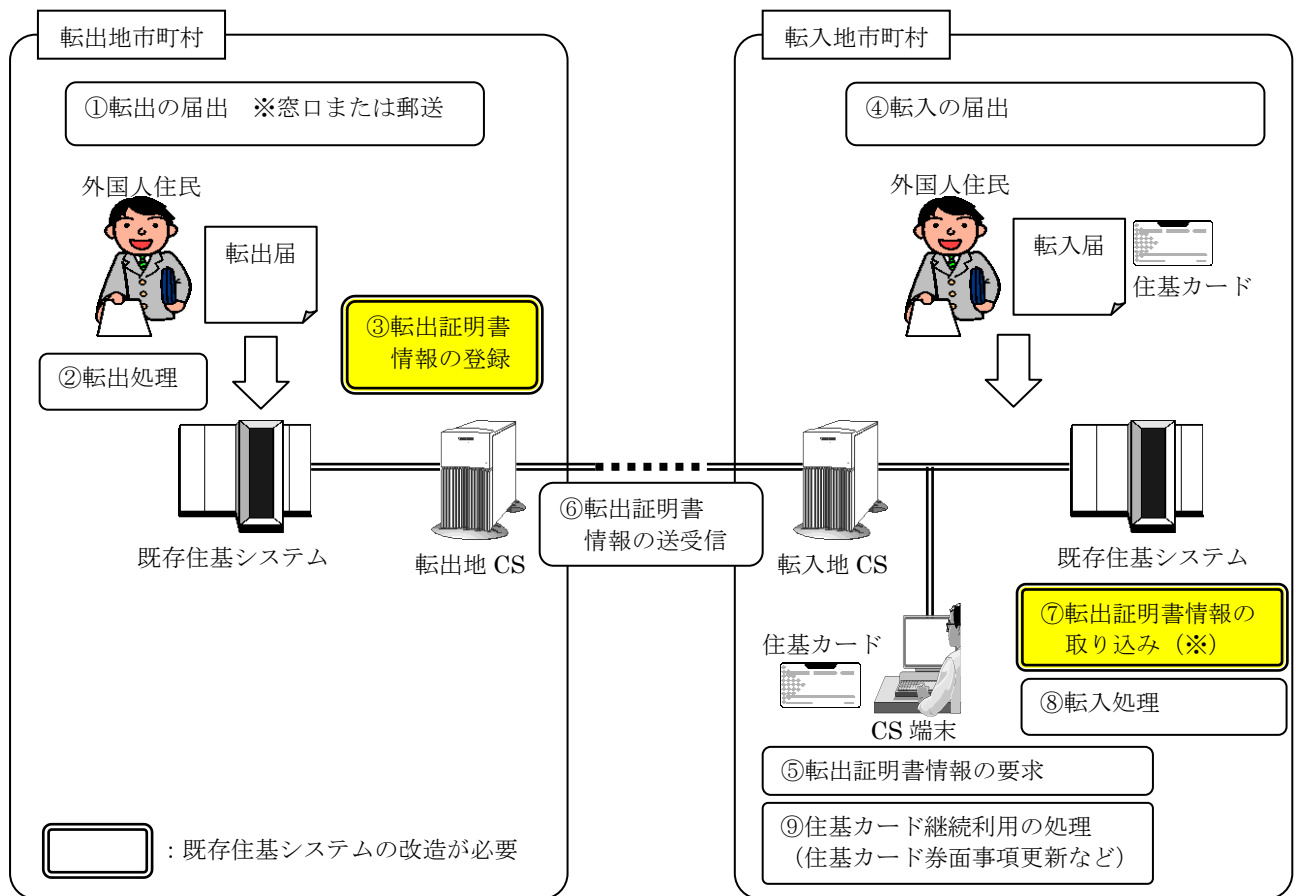 転出地市町村
①転出の届出　※窓口または郵送
外国人住民
転出届
③転出証明書
情報の登録
②転出処理
既存住基システム
転出地 CS
⑥転出証明書
情報の送受信
：既存住基システムの改造が必要
転入地市町村
④転入の届出
外国人住民
転入届
住基カード
転入地 CS
既存住基システム
⑦転出証明書情報の
取り込み（※）
⑧転入処理
住基カード
CS 端末
⑤転出証明書情報の要求
⑨住基カード継続利用の処理
（住基カード券面事項更新など）